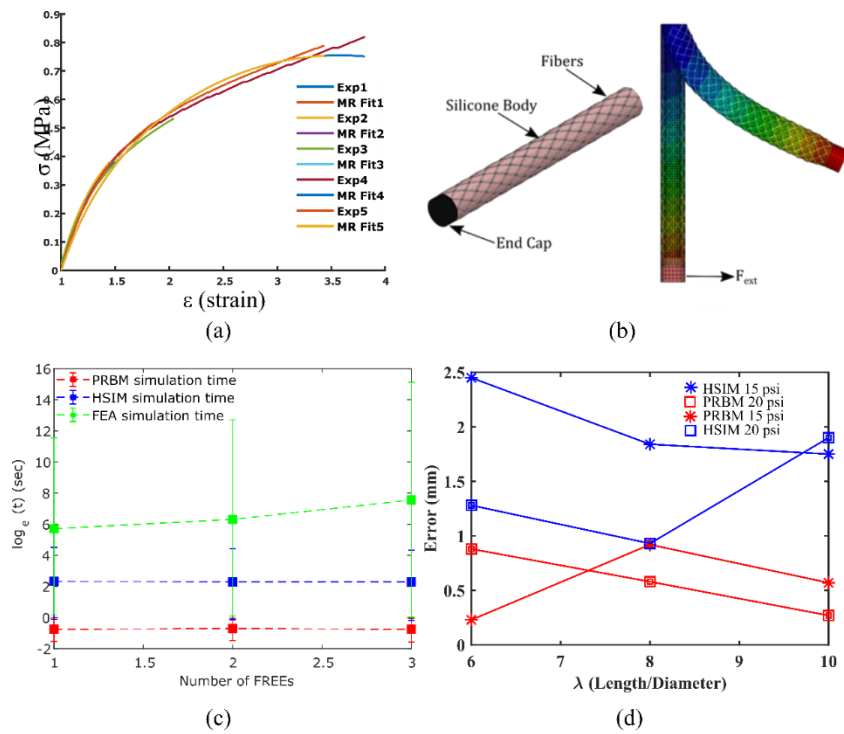 0.9
0.8
0.7
0.6
0.5
0.4
0.3
0.2
0.1
0
σ (MPa)
1 1.5 2 2.5 3 3.5 4
ε (strain)
Exp1
MR Fit1
Exp2
MR Fit2
Exp3
MR Fit3
Exp4
MR Fit4
Exp5
MR Fit5
(a)
Fibers
Silicone Body
End Cap
F_ext
(b)
16
14
12
10
8
6
4
2
0
-2
log_e (t) (sec)
PRBM simulation time
HSIM simulation time
FEA simulation time
1 1.5 2 2.5 3
Number of FREEs
(c)
2.5
2
1.5
1
0.5
0
Error (mm)
HSIM 15 psi
PRBM 20 psi
PRBM 15 psi
HSIM 20 psi
6 7 8 9 10
λ (Length/Diameter)
(d)